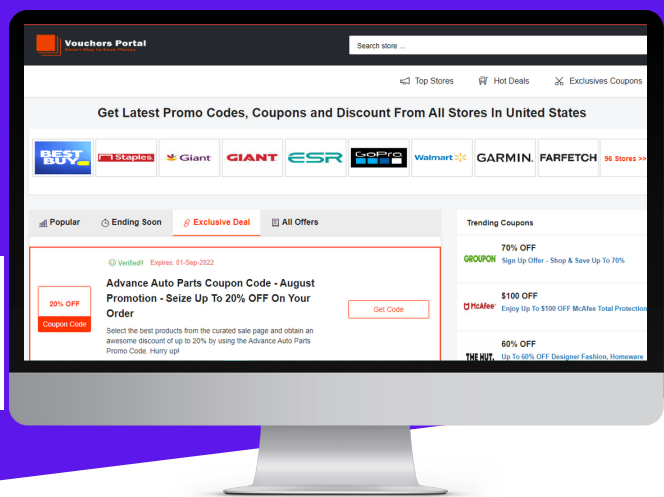 Vouchers Portal
Smart Way to Save Money
Search store ...
Top Stores
Hot Deals
Exclusives Coupons
Get Latest Promo Codes, Coupons and Discount From All Stores In United States
BEST BUY
Staples
Giant
GIANT
ESR
GoPro
Walmart
GARMIN.
FARFETCH
96 Stores >>
Popular
Ending Soon
Exclusive Deal
All Offers
Trending Coupons
Verified!! Expires: 01-Sep-2022
Advance Auto Parts Coupon Code - August
Promotion - Seize Up To 20% OFF On Your
Order
20% OFF
Coupon Code
Select the best products from the curated sale page and obtain an
awesome discount of up to 20% by using the Advance Auto Parts
Promo Code. Hurry up!
Get Code
GROUPON
70% OFF
Sign Up Offer - Shop & Save Up To 70%
McAfee
$100 OFF
Enjoy Up To $100 OFF McAfee Total Protection
THE HUT.
60% OFF
Up To 60% OFF Designer Fashion, Homeware